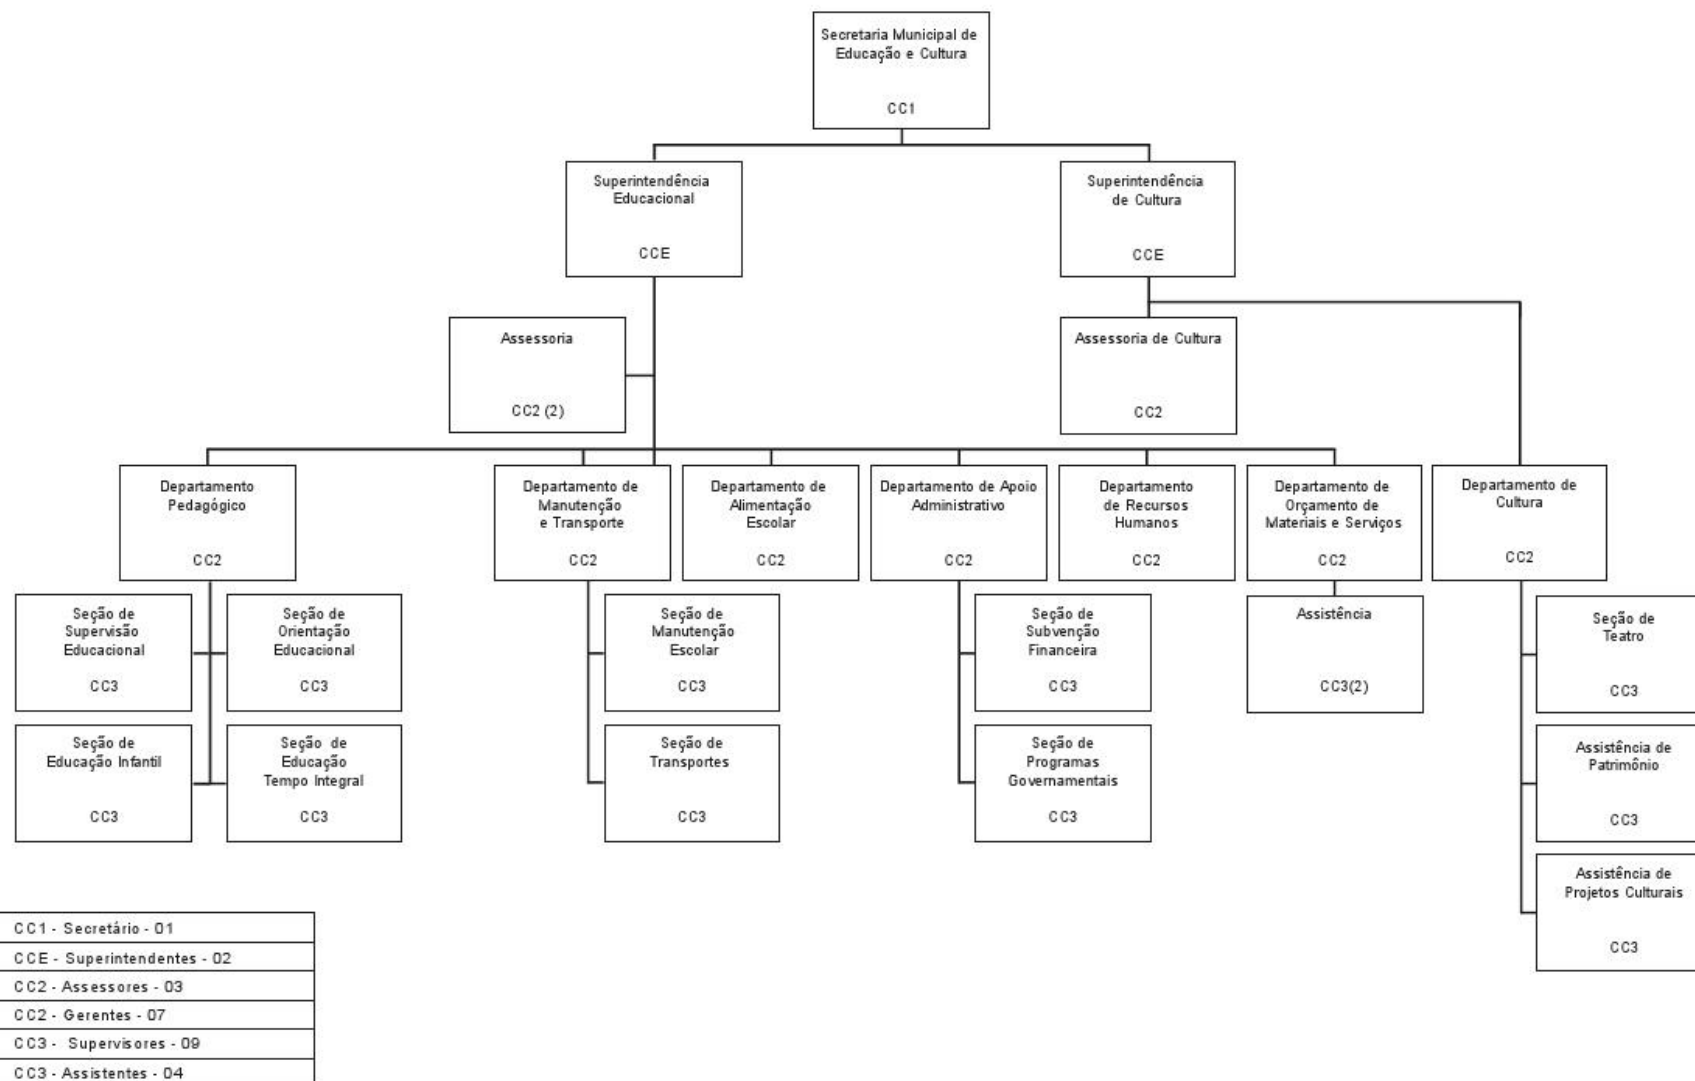 Secretaria Municipal de
Educação e Cultura
CC1
Superintendência
Educacional
CCE
Superintendência
de Cultura
CCE
Assessoria
CC2 (2)
Assessoria de Cultura
CC2
Departamento
Pedagógico
CC2
Departamento de
Manutenção
e Transporte
CC2
Departamento de
Alimentação
Escolar
CC2
Departamento de Apoio
Administrativo
CC2
Departamento
de Recursos
Humanos
CC2
Departamento de
Orçamento de
Materiais e Serviços
CC2
Departamento de
Cultura
CC2
Seção de
Supervisão
Educacional
CC3
Seção de
Orientação
Educacional
CC3
Seção de
Manutenção
Escolar
CC3
Seção de
Subvenção
Financeira
CC3
Assistência
CC3(2)
Seção de
Teatro
CC3
Seção de
Educação Infantil
CC3
Seção de
Educação
Tempo Integral
CC3
Seção de
Transportes
CC3
Seção de
Programas
Governamentais
CC3
Assistência de
Patrimônio
CC3
Assistência de
Projetos Culturais
CC3
CC1 - Secretário - 01
CCE - Superintendentes - 02
CC2 - Assessores - 03
CC2 - Gerentes - 07
CC3 - Supervisores - 09
CC3 - Assistentes - 04